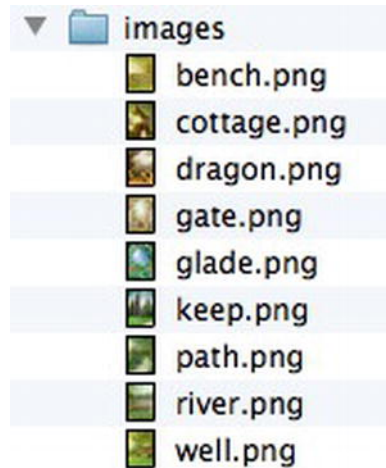 images
bench.png
cottage.png
dragon.png
gate.png
glade.png
keep.png
path.png
river.png
well.png